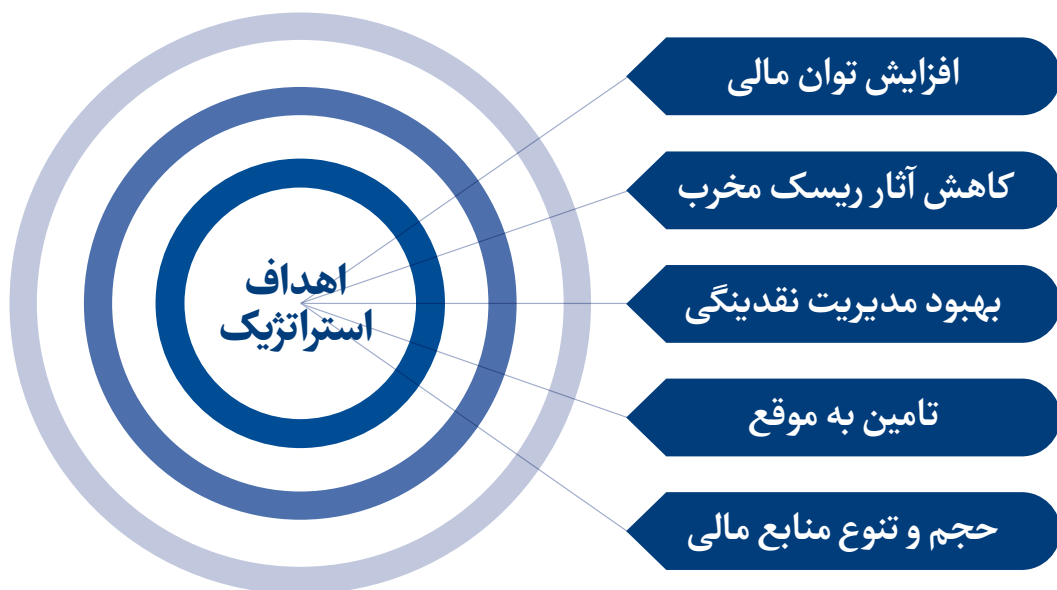 افزایش توان مالی
کاهش آثار ریسک مخرب
اهداف
استراتژیک
بهبود مدیریت نقدینگی
تامین به موقع
حجم و تنوع منابع مالی